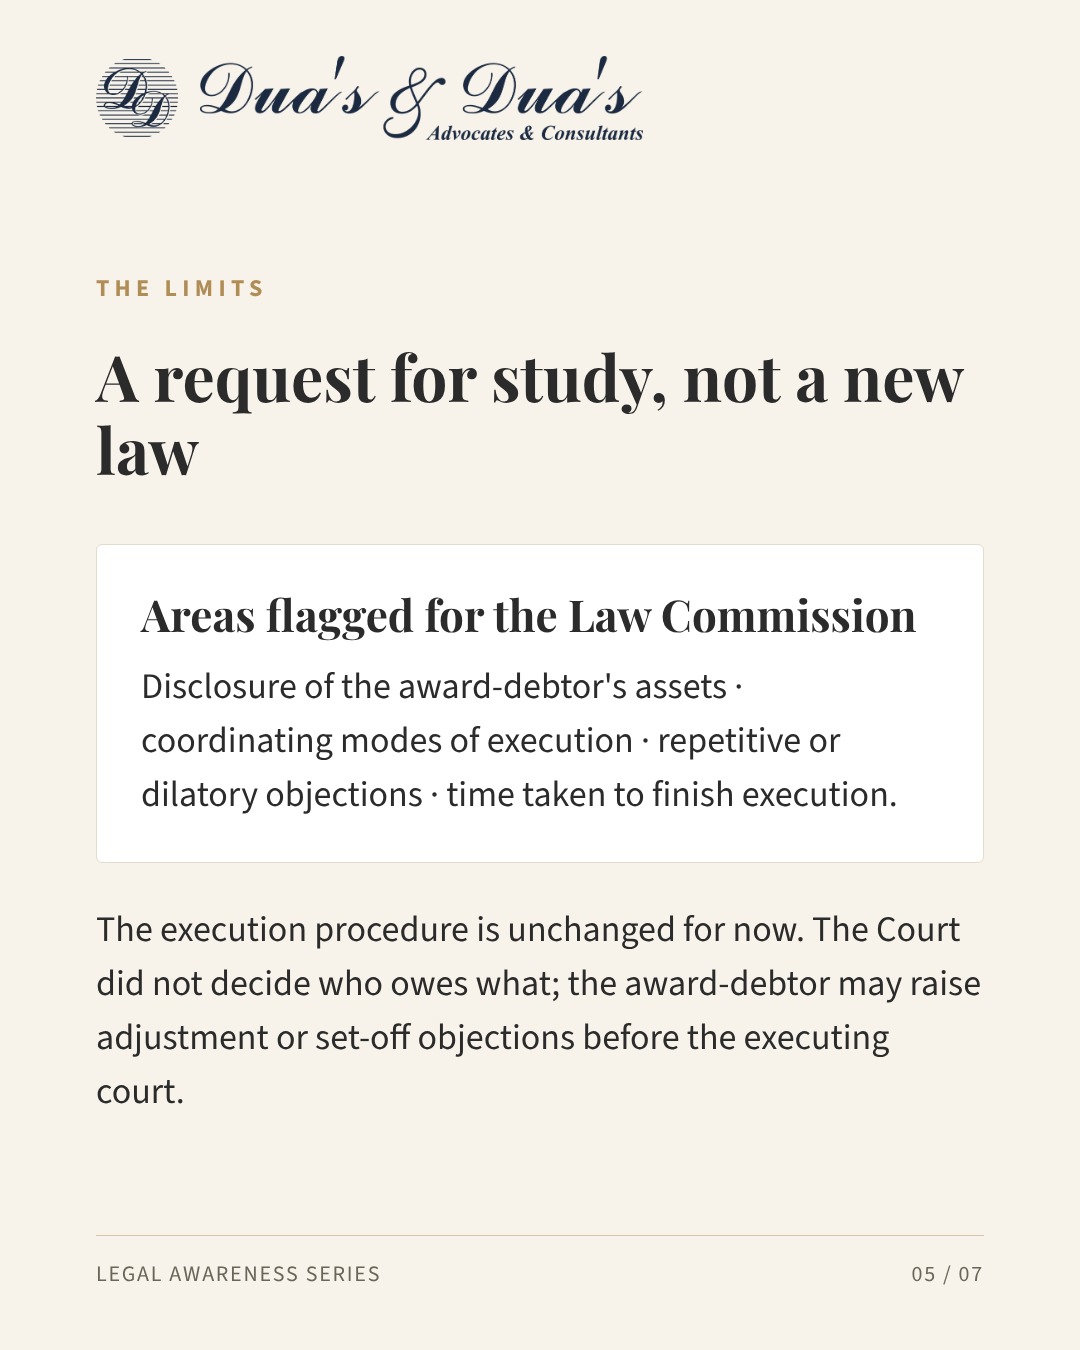 DD Dua's & Dua's
Advocates & Consultants
THE LIMITS
A request for study, not a new
law
Areas flagged for the Law Commission
Disclosure of the award-debtor's assets ·
coordinating modes of execution · repetitive or
dilatory objections · time taken to finish execution.
The execution procedure is unchanged for now. The Court
did not decide who owes what; the award-debtor may raise
adjustment or set-off objections before the executing
court.
LEGAL AWARENESS SERIES
05 / 07